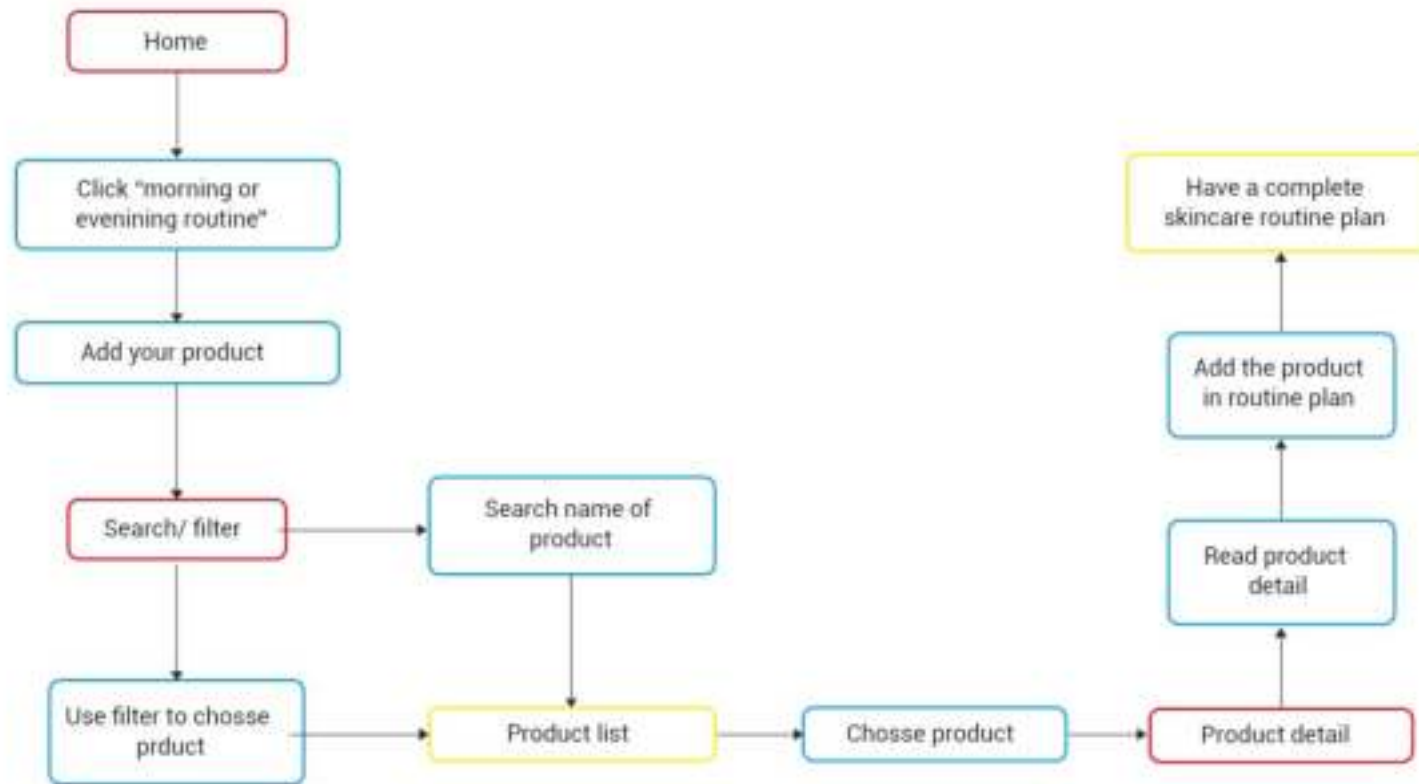 Home
Click “morning or
evenining routine”
Add your product
Search/ filter
Search name of
product
Use filter to chosse
prduct
Product list
Chosse product
Product detail
Read product
detail
Add the product
in routine plan
Have a complete
skincare routine plan